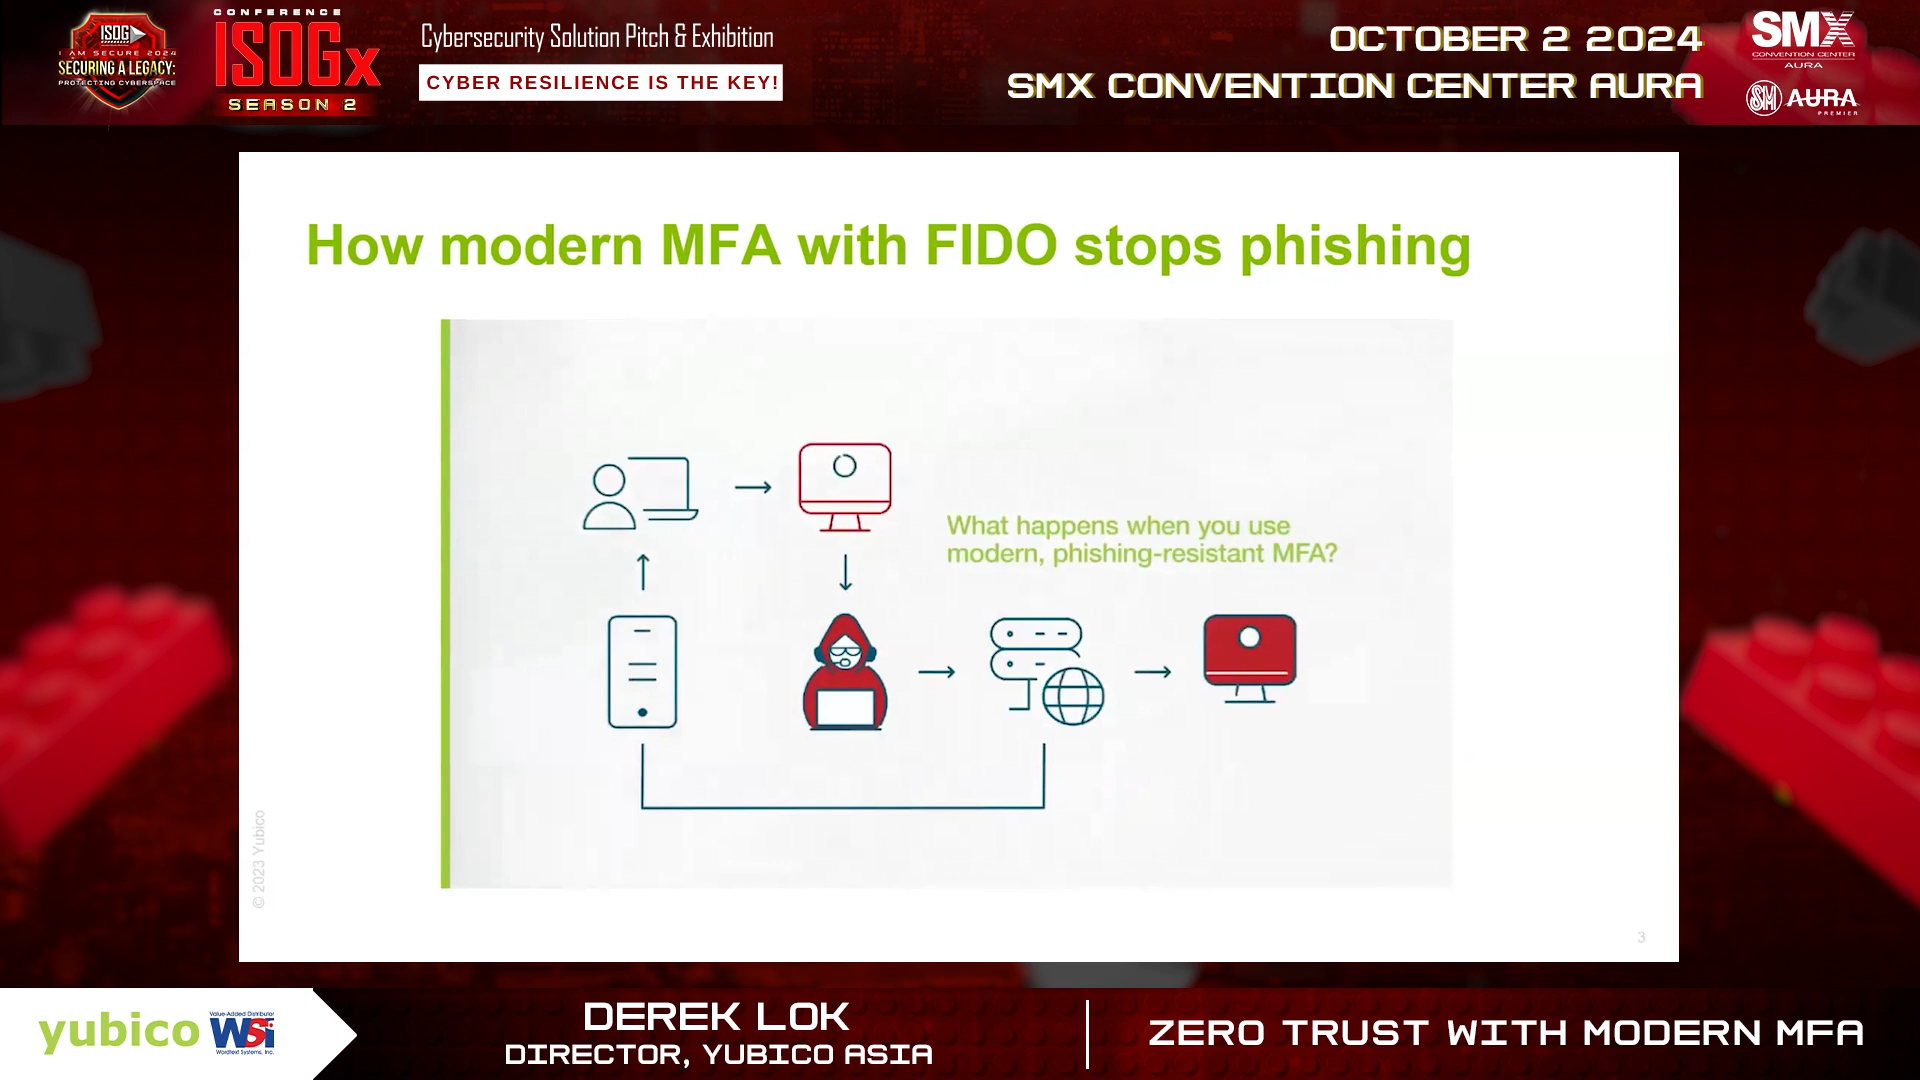 ISOG
I AM SECURE 2024
SECURING A LEGACY:
PROTECTING CYBERSPACE
CONFERENCE
ISOGx
SEASON 2
Cybersecurity Solution Pitch & Exhibition
CYBER RESILIENCE IS THE KEY!
OCTOBER 2 2024
SMX CONVENTION CENTER AURA
SMX
CONVENTION CENTER
AURA
SM AURA
PREMIER
How modern MFA with FIDO stops phishing
What happens when you use
modern, phishing-resistant MFA?
© 2023 Yubico
3
yubico
Value-Added Distributor
WSI
Wordtext Systems, Inc.
DEREK LOK
DIRECTOR, YUBICO ASIA
ZERO TRUST WITH MODERN MFA